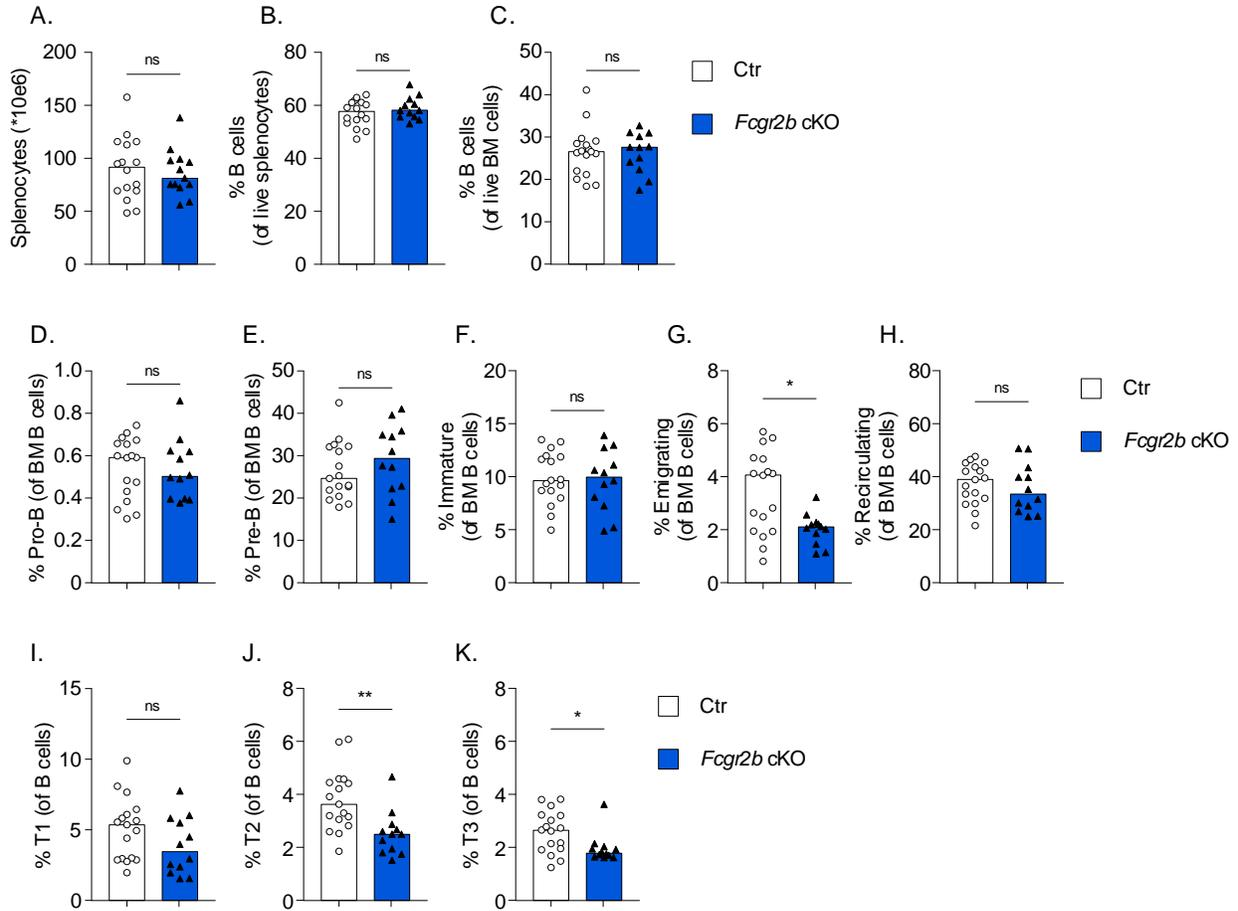 A.
B.
C.
200
150
100
50
0
Splenocytes (*10e6)
ns
80
60
40
20
0
% B cells
(of live splenocytes)
ns
50
40
30
20
10
0
% B cells
(of live BM cells)
ns
Ctr
Fcgr2b cKO
D.
E.
F.
G.
H.
1.0
0.8
0.6
0.4
0.2
0
% Pro-B (of BMB cells)
ns
50
40
30
20
10
0
% Pre-B (of BMB cells)
ns
20
15
10
5
0
% Immature
(of BM B cells)
ns
8
6
4
2
0
% Emigrating
(of BM B cells)
*
80
60
40
20
0
% Recirculating
(of BM B cells)
ns
Ctr
Fcgr2b cKO
I.
J.
K.
15
10
5
0
% T1 (of B cells)
ns
8
6
4
2
0
% T2 (of B cells)
**
8
6
4
2
0
% T3 (of B cells)
*
Ctr
Fcgr2b cKO